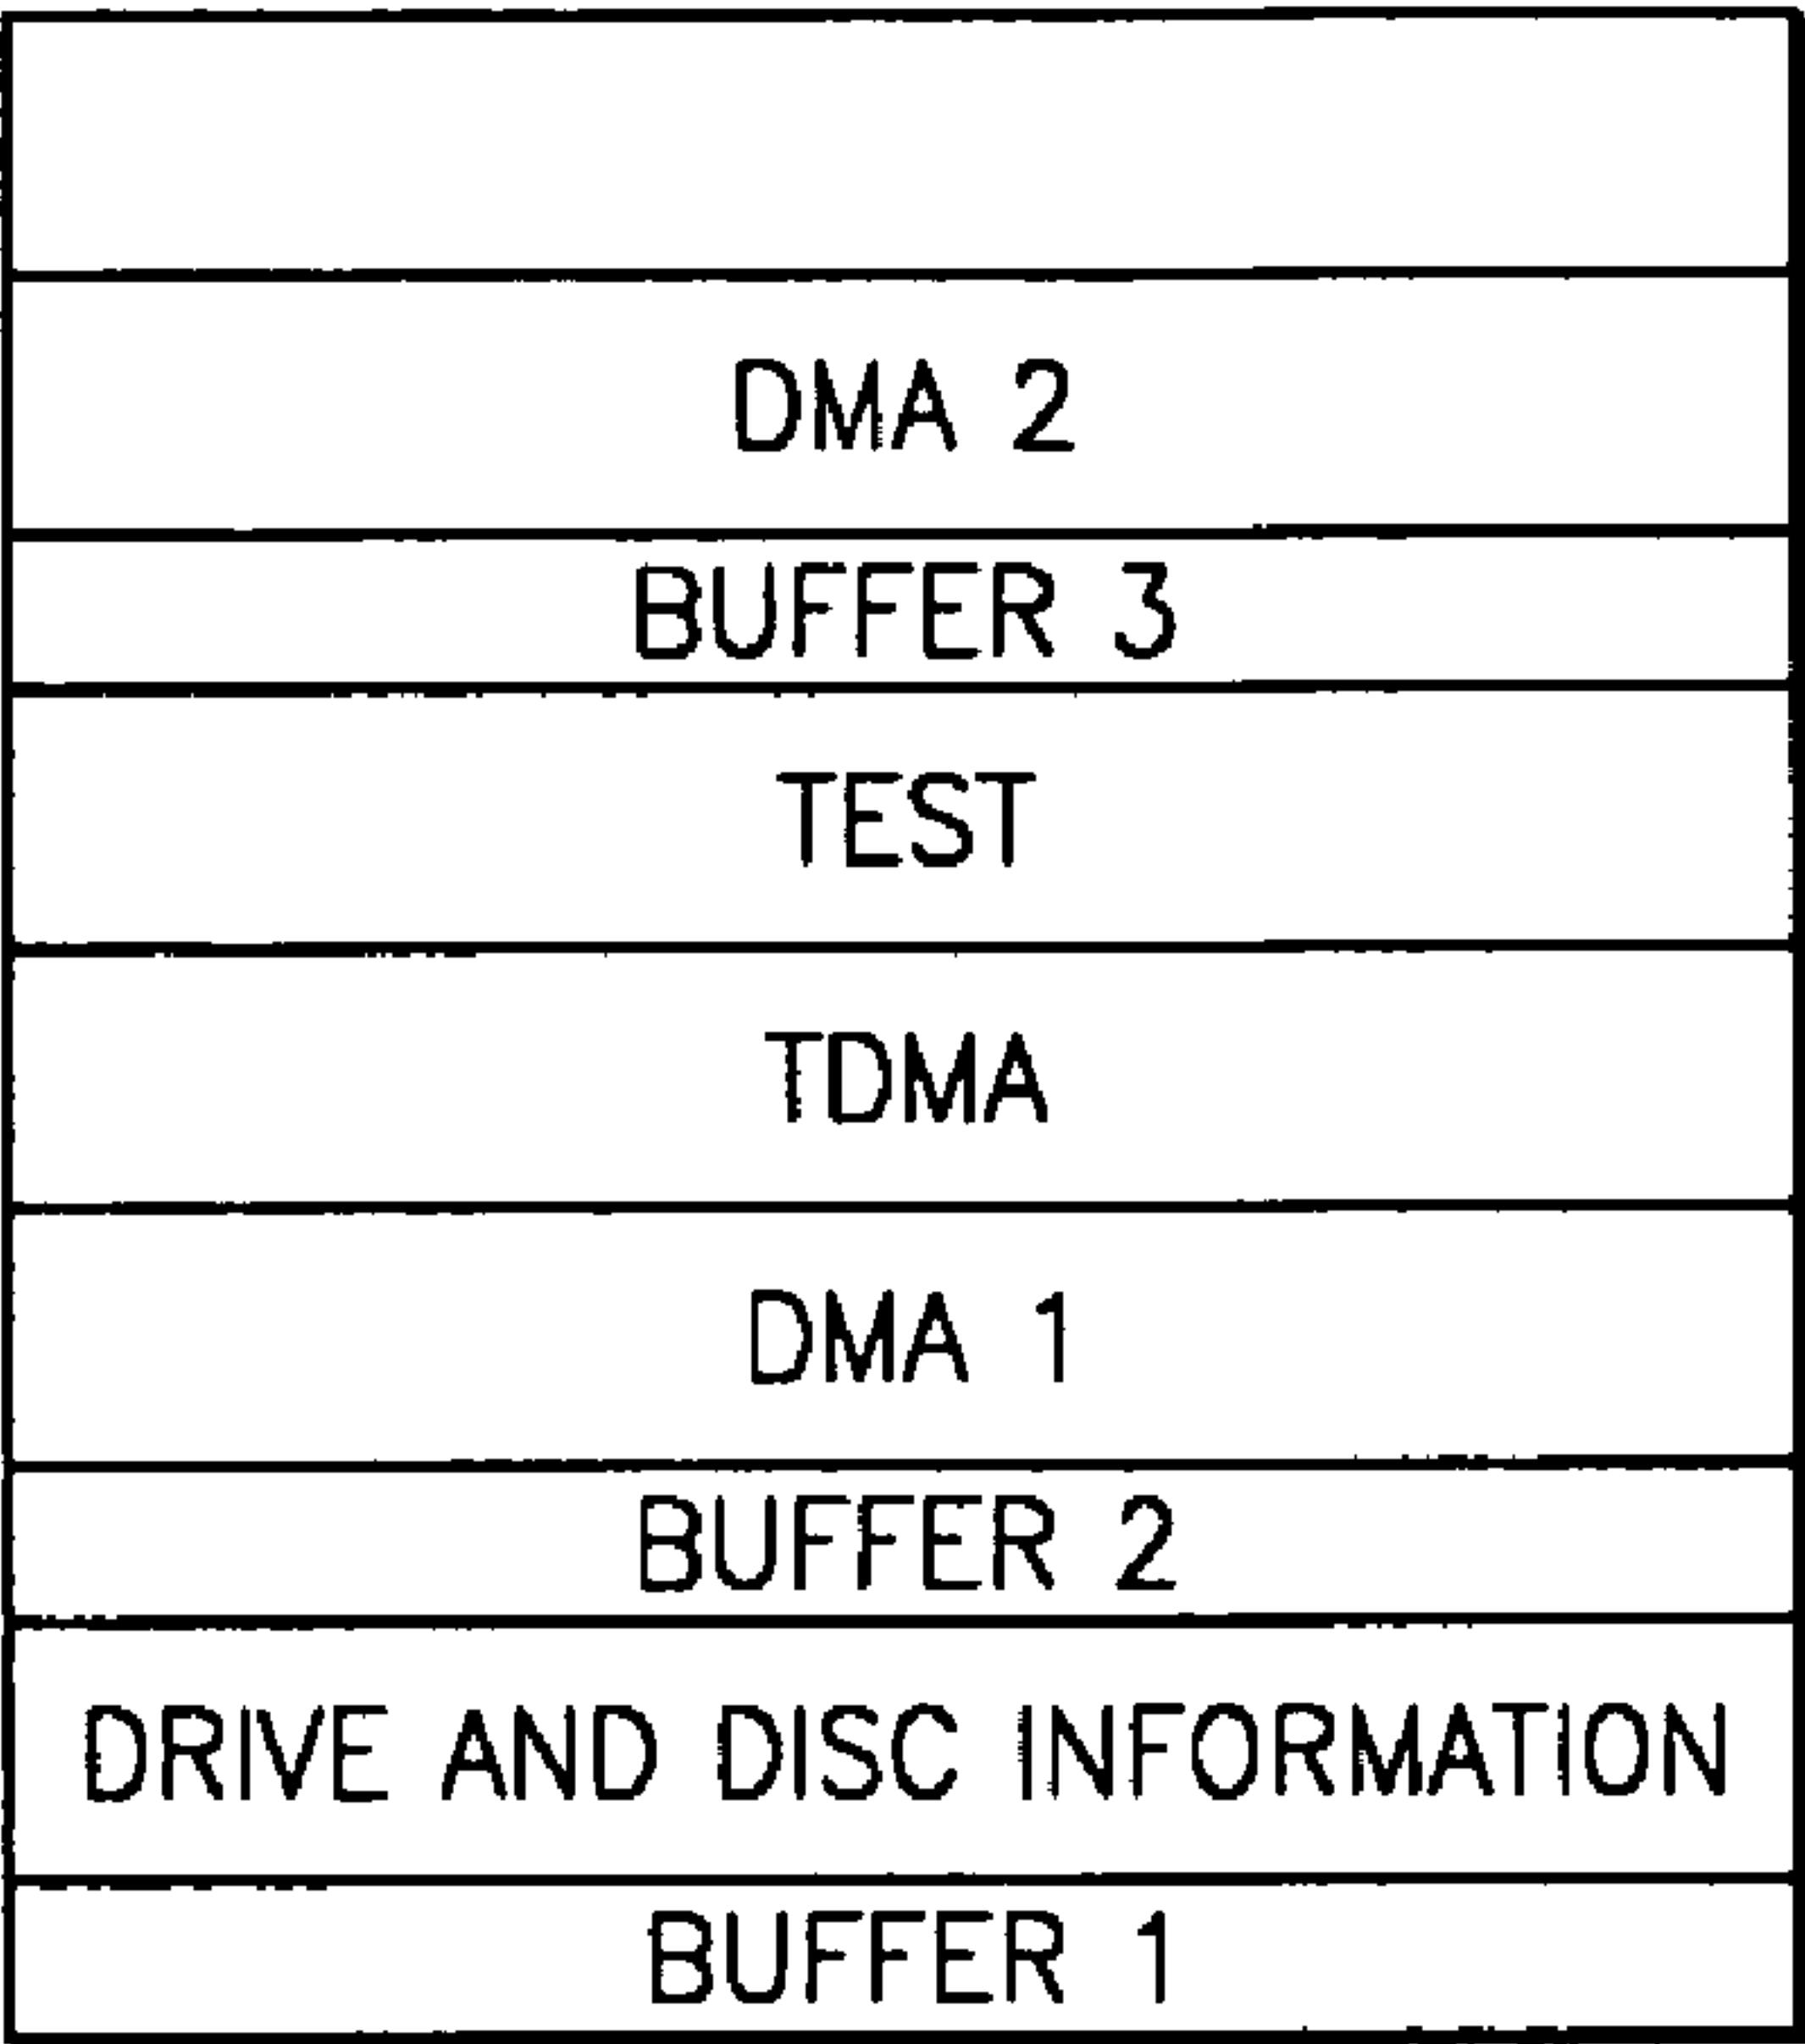 DMA 2
BUFFER 3
TEST
TDMA
DMA 1
BUFFER 2
DRIVE AND DISC INFORMATION
BUFFER 1